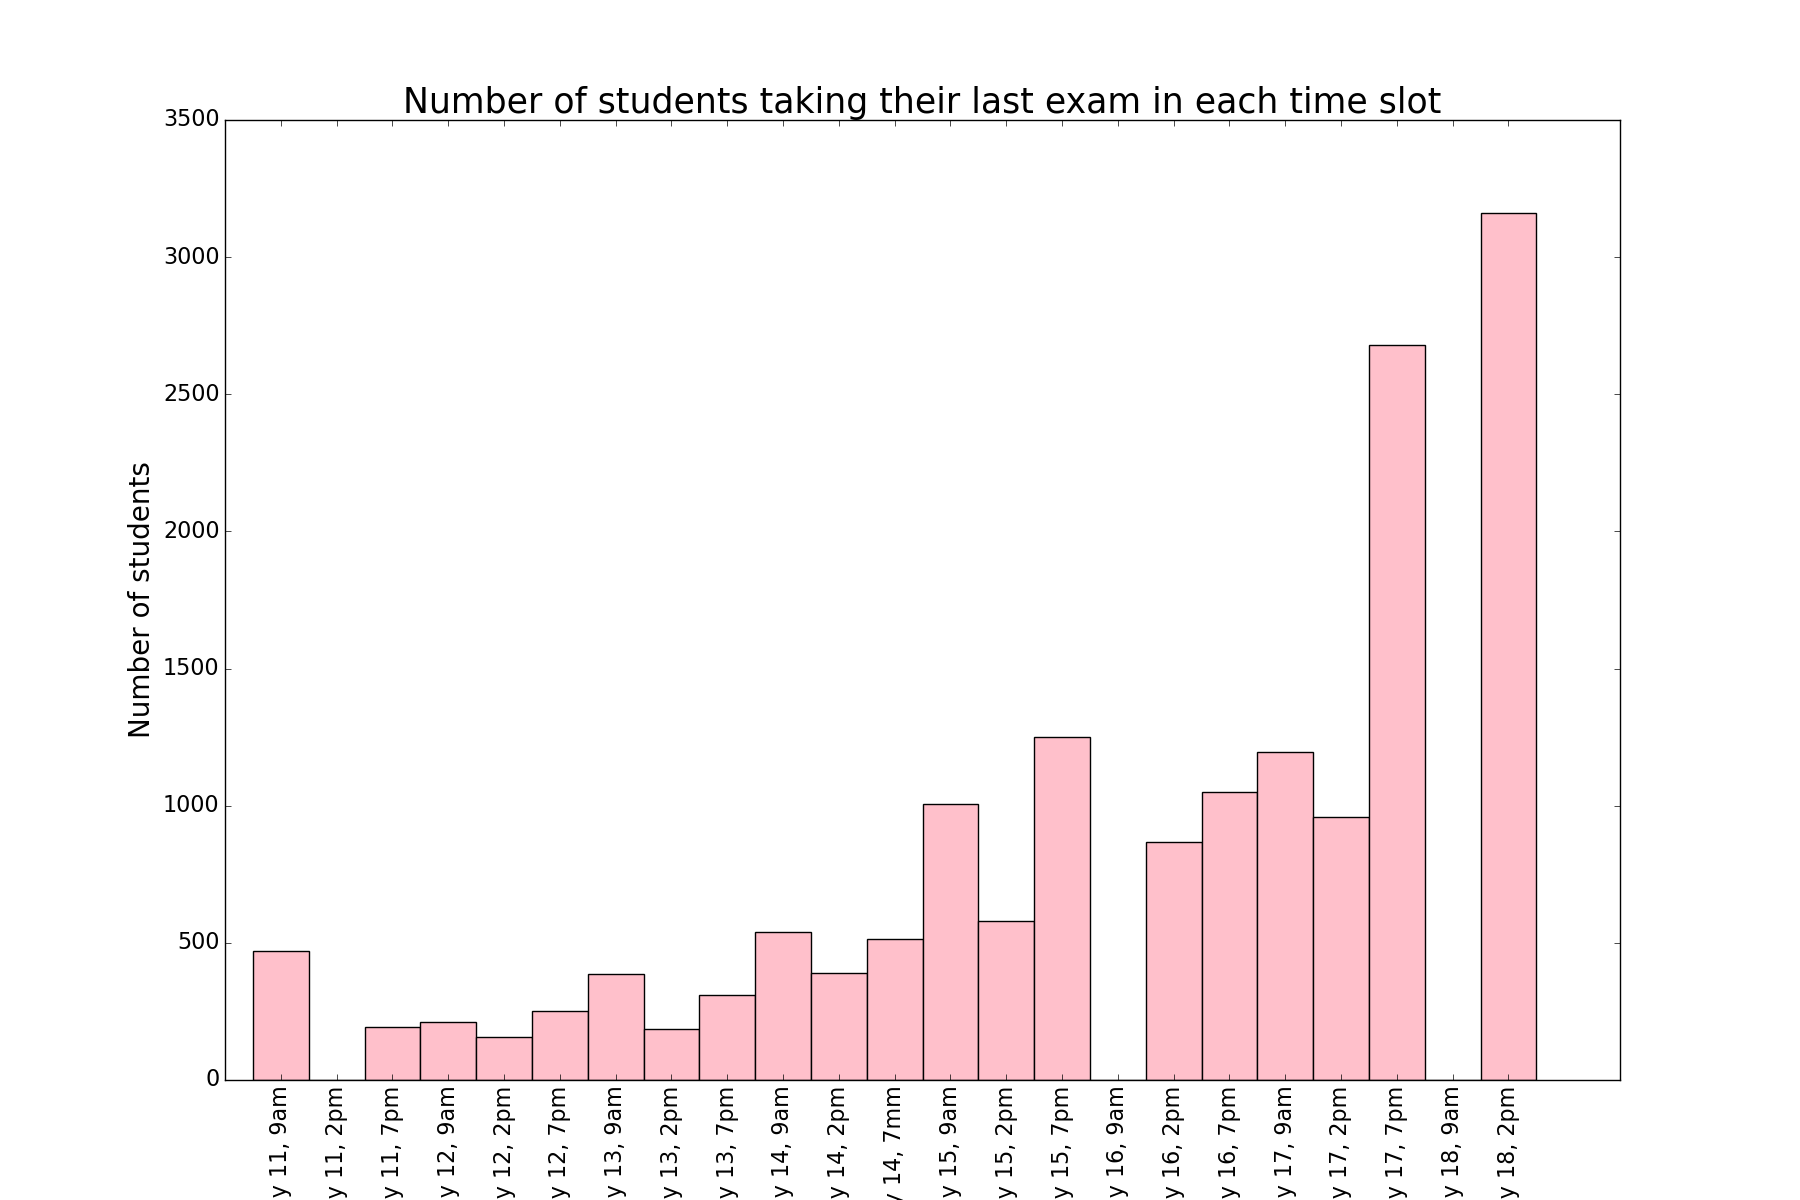 Number of students taking their last exam in each time slot
Number of students
3500
3000
2500
2000
1500
1000
500
0
y 11, 9am
y 11, 2pm
y 11, 7pm
y 12, 9am
y 12, 2pm
y 12, 7pm
y 13, 9am
y 13, 2pm
y 13, 7pm
y 14, 9am
y 14, 2pm
y 14, 7mm
y 15, 9am
y 15, 2pm
y 15, 7pm
y 16, 9am
y 16, 2pm
y 16, 7pm
y 17, 9am
y 17, 2pm
y 17, 7pm
y 18, 9am
y 18, 2pm